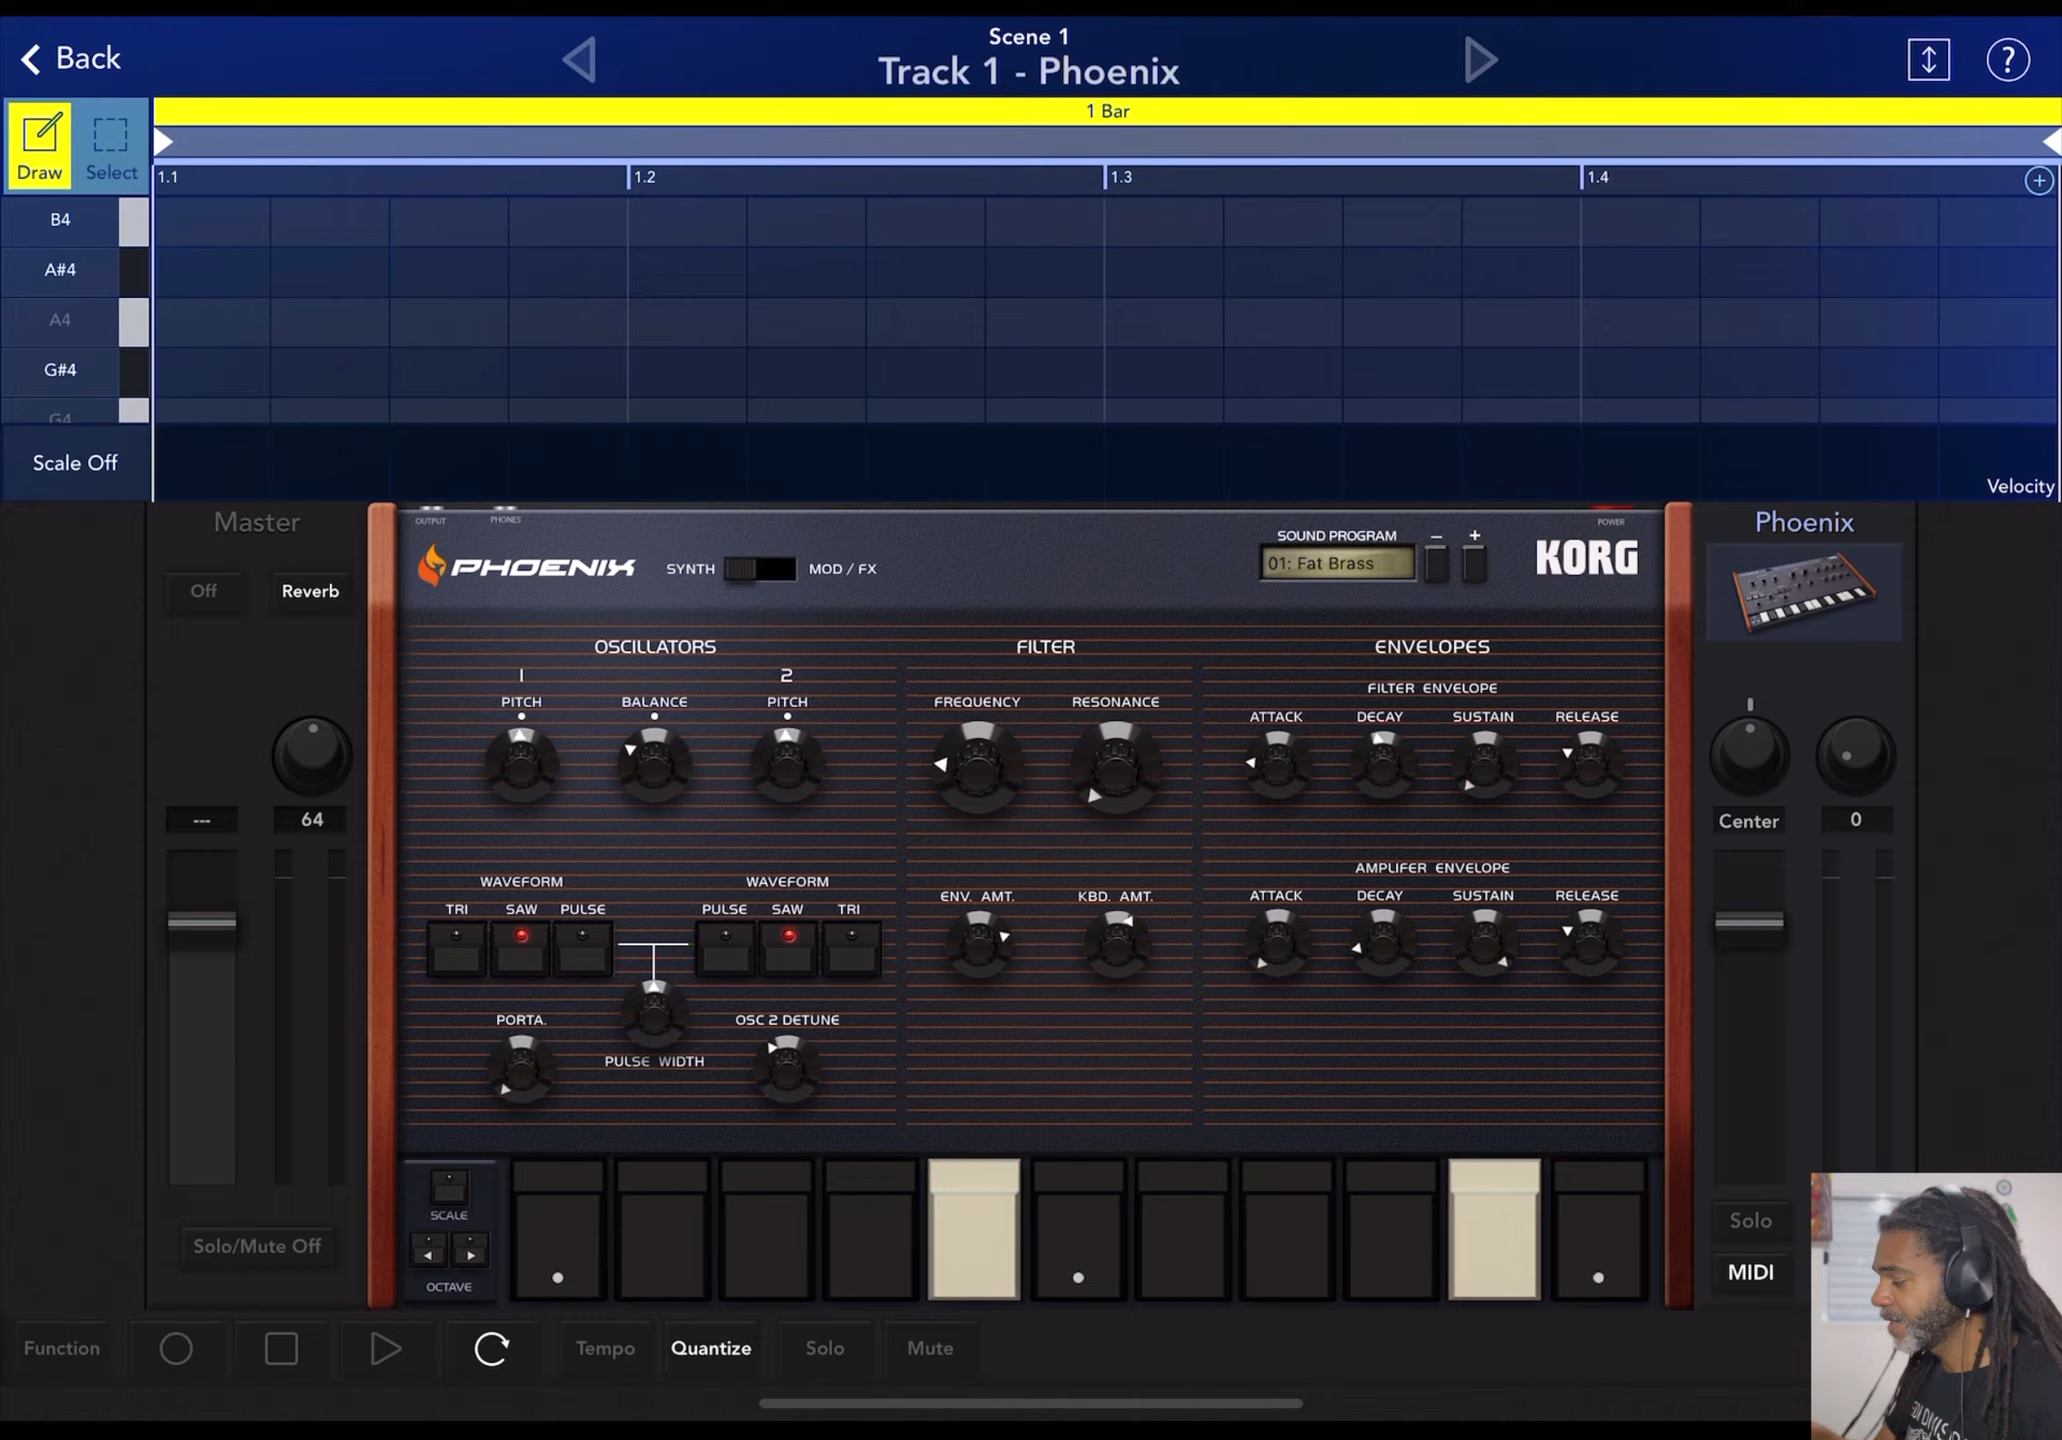 Back
Scene 1
Track 1 - Phoenix
?
1 Bar
Draw
Select
1.1
1.2
1.3
1.4
B4
A#4
A4
G#4
G4
Scale Off
Velocity
Master
Off
Reverb
---
64
Solo/Mute Off
OUTPUT
PHONES
PHOENIX
SYNTH
MOD / FX
SOUND PROGRAM
- +
01: Fat Brass
POWER
KORG
OSCILLATORS
1
2
PITCH
BALANCE
PITCH
WAVEFORM
TRI
SAW
PULSE
WAVEFORM
PULSE
SAW
TRI
PORTA.
PULSE WIDTH
OSC 2 DETUNE
FILTER
FREQUENCY
RESONANCE
ENV. AMT.
KBD. AMT.
ENVELOPES
FILTER ENVELOPE
ATTACK
DECAY
SUSTAIN
RELEASE
AMPLIFER ENVELOPE
ATTACK
DECAY
SUSTAIN
RELEASE
SCALE
OCTAVE
Phoenix
Center
0
Solo
MIDI
Function
Tempo
Quantize
Solo
Mute